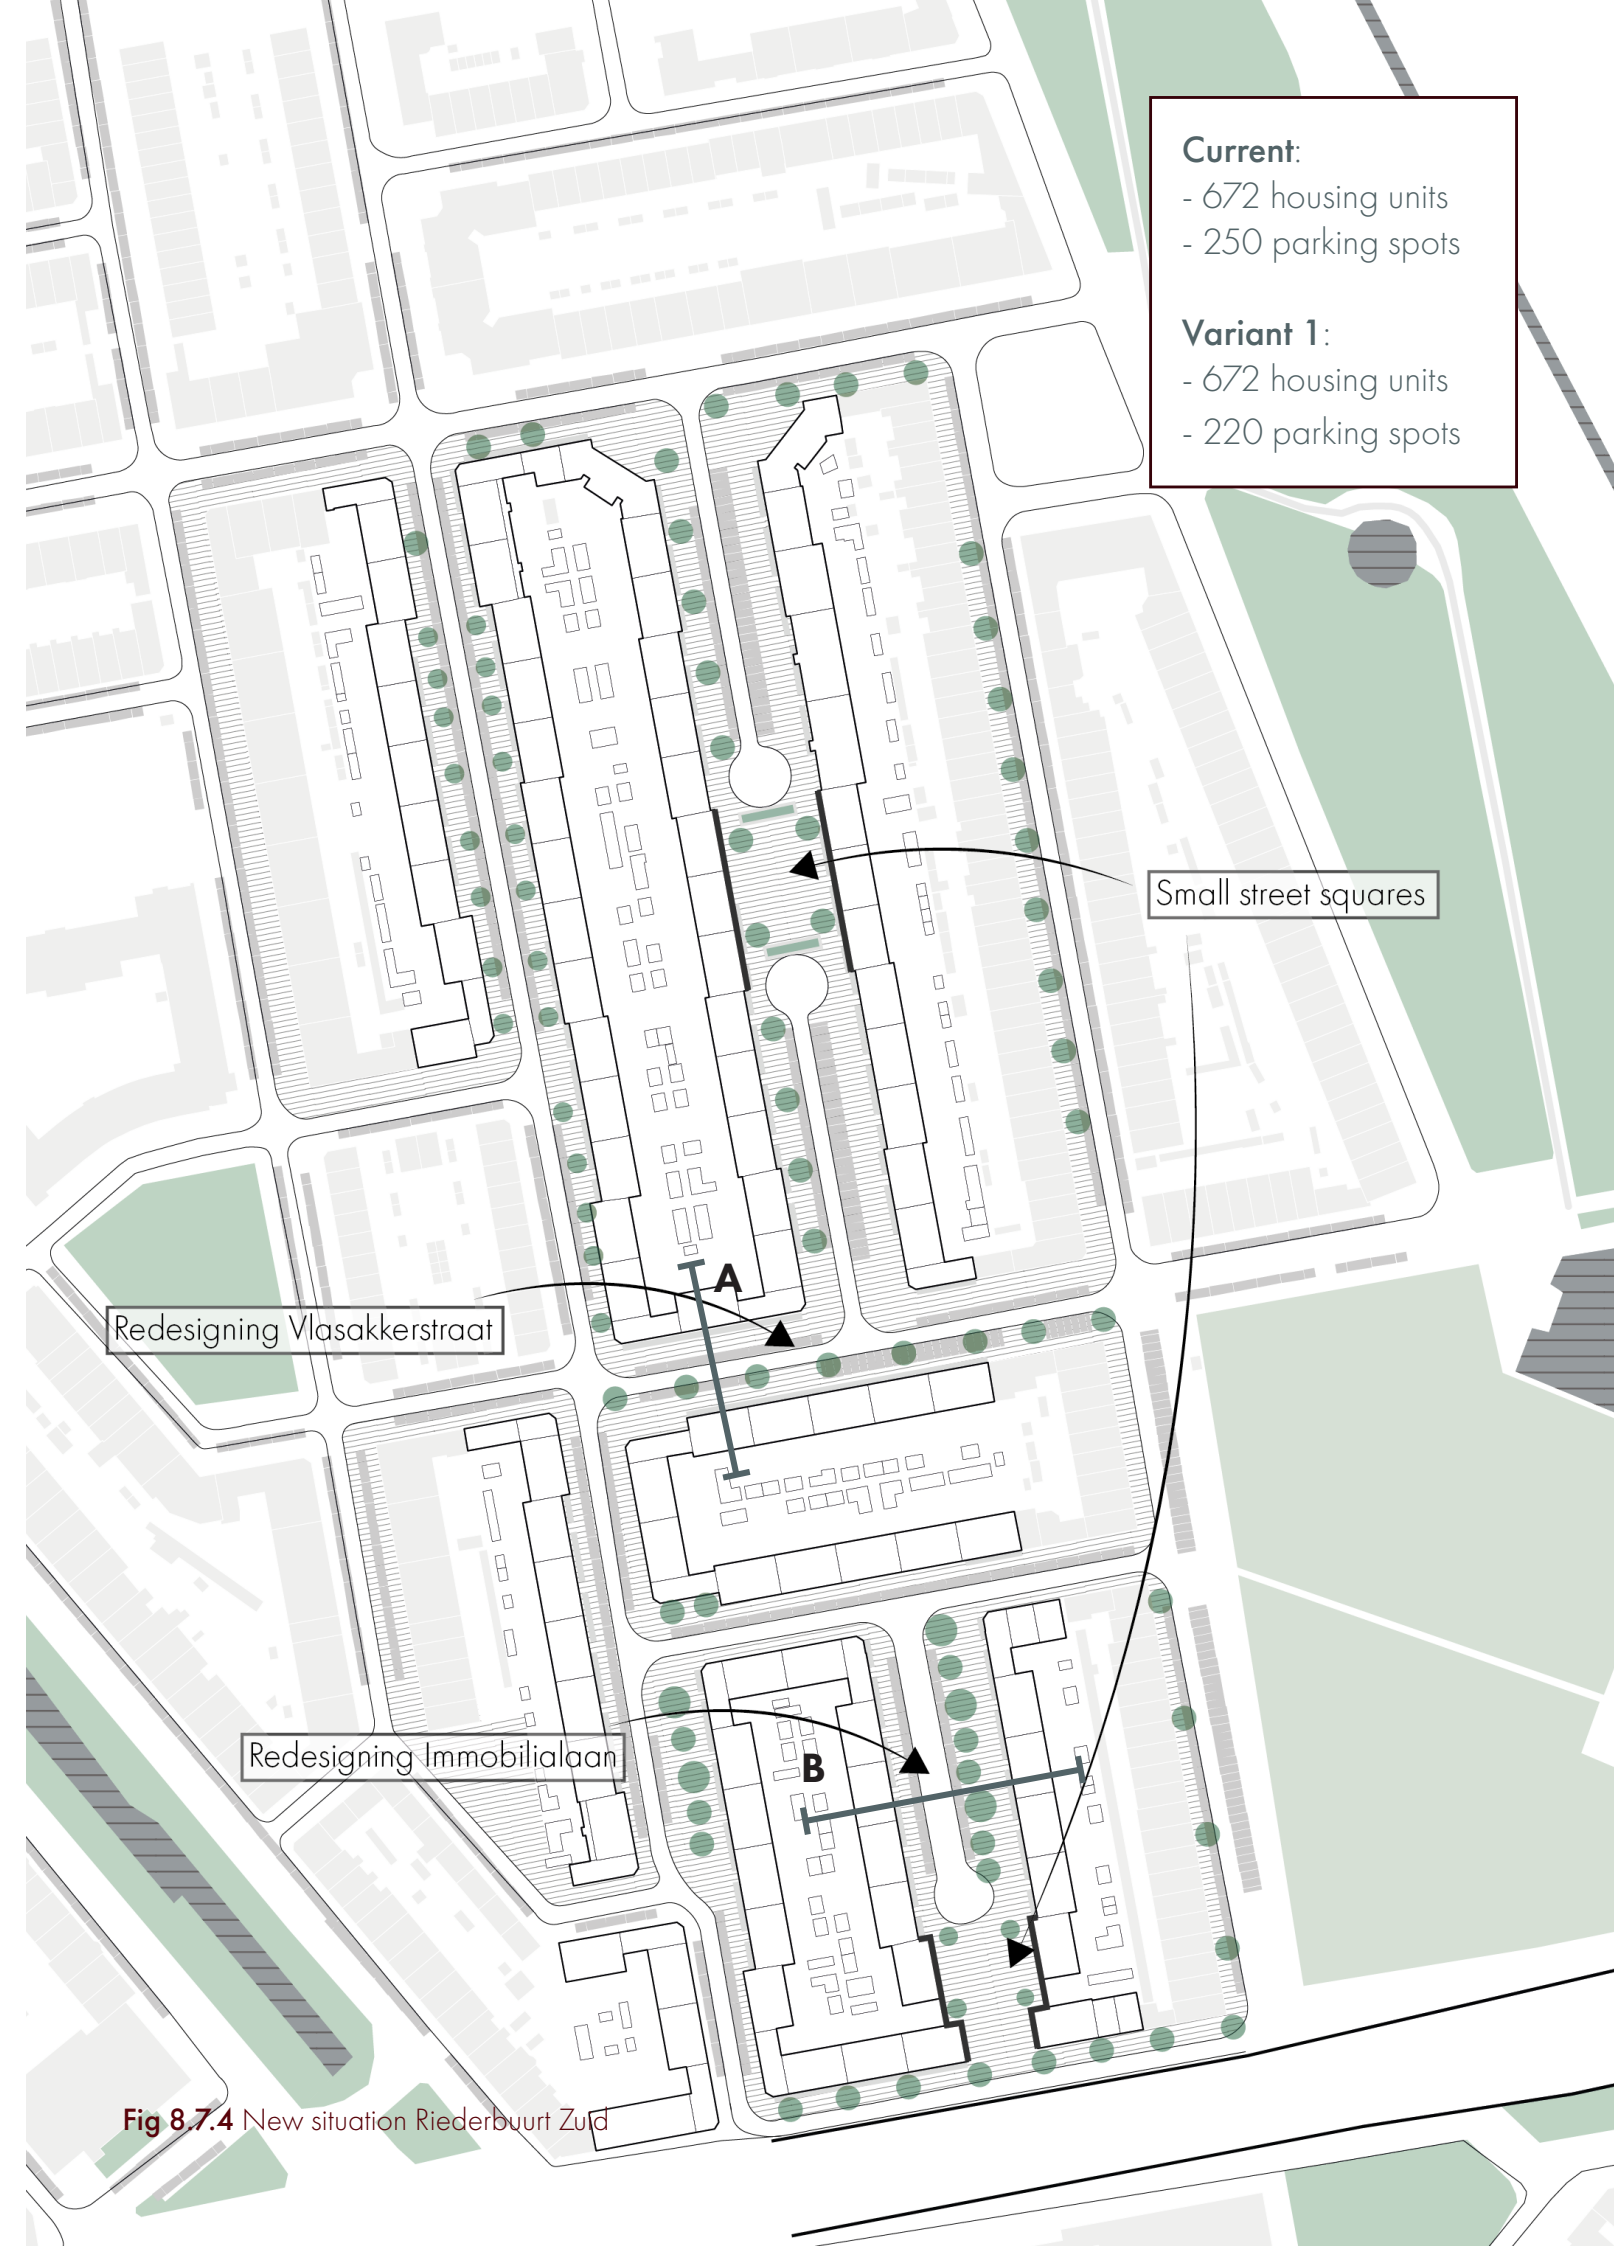 Current:
- 672 housing units
- 250 parking spots
Variant 1:
- 672 housing units
- 220 parking spots
Small street squares
A
Redesigning Vlasakkerstraat
Redesigning Immobilialaan
B
Fig 8.7.4 New situation Riederbuurt Zuid